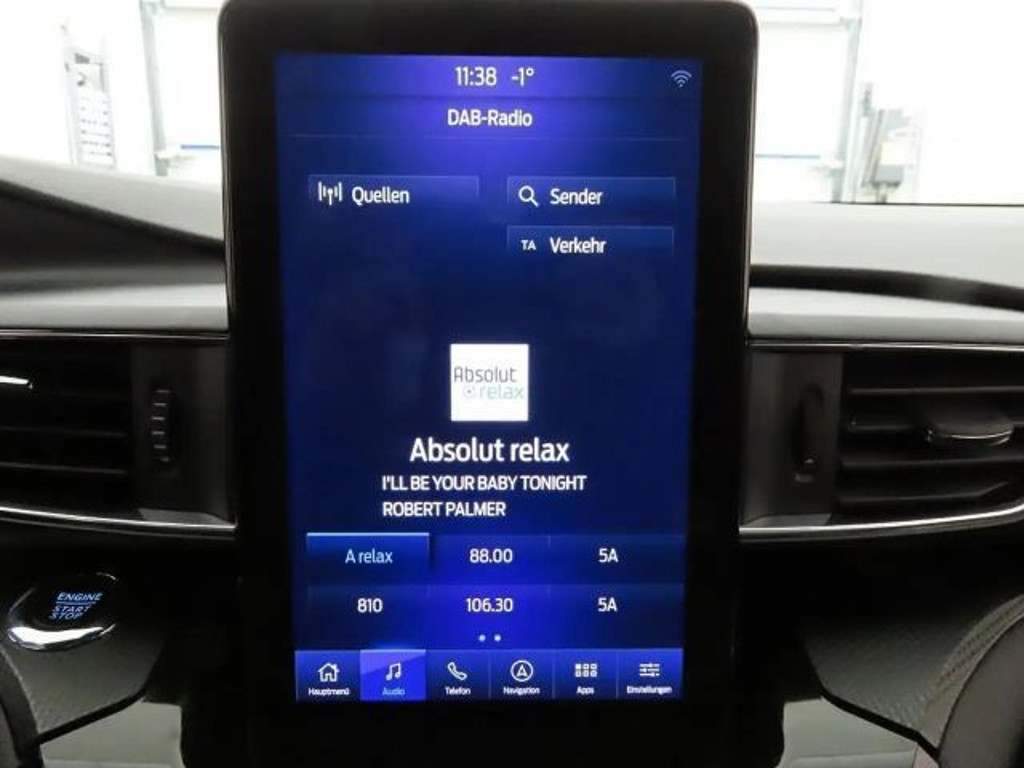 11:38 -1°
DAB-Radio
Quellen
Sender
TA Verkehr
Absolut
relax
Absolut relax
I'LL BE YOUR BABY TONIGHT
ROBERT PALMER
A relax 88.00 5A
810 106.30 5A
ENGINE
START
STOP
Hauptmenü Audio Telefon Navigation Apps Einstellungen